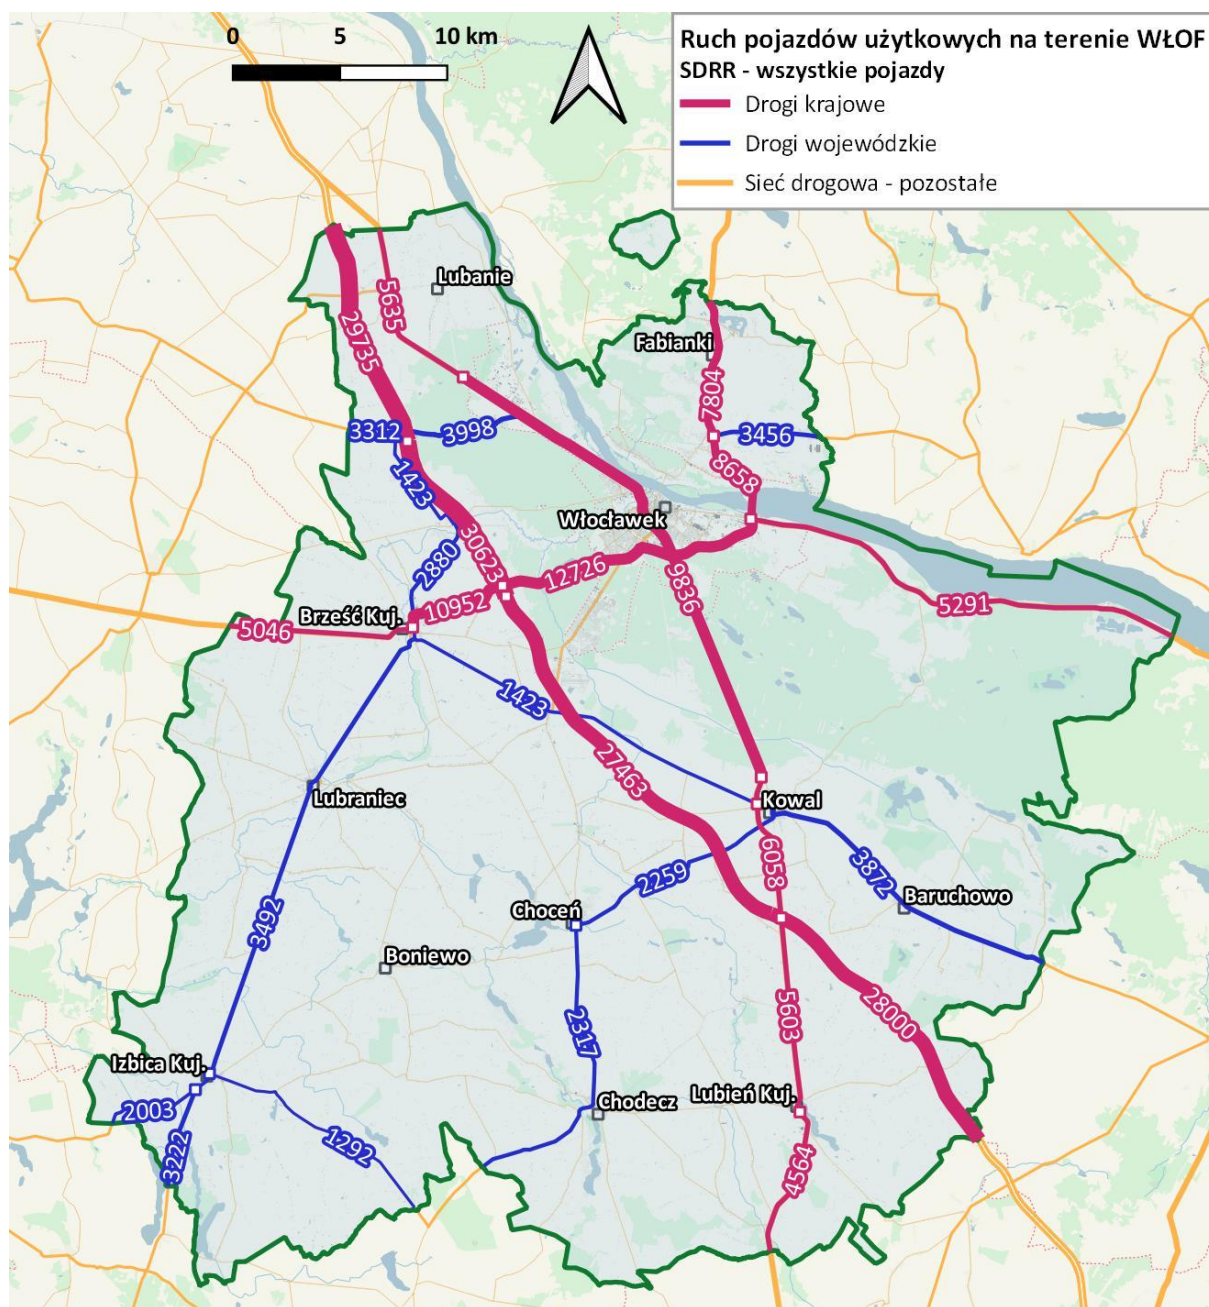 0 5 10 km
Ruch pojazdów użytkowych na terenie WŁOF
SDRR - wszystkie pojazdy
Drogi krajowe
Drogi wojewódzkie
Sieć drogowa - pozostałe
Lubanie
5635
29735
Fabianki
7804
3312
3998
3456
1423
8658
Włocławek
30623
2880
12726
9836
10952
5291
Brześć Kuj.
5046
1423
27463
Lubraniec
Kowal
6058
2259
3872
Baruchowo
Choceń
3492
Boniewo
28000
5603
2317
Izbica Kuj.
Lubień Kuj.
Chodecz
2003
3222
1292
4564